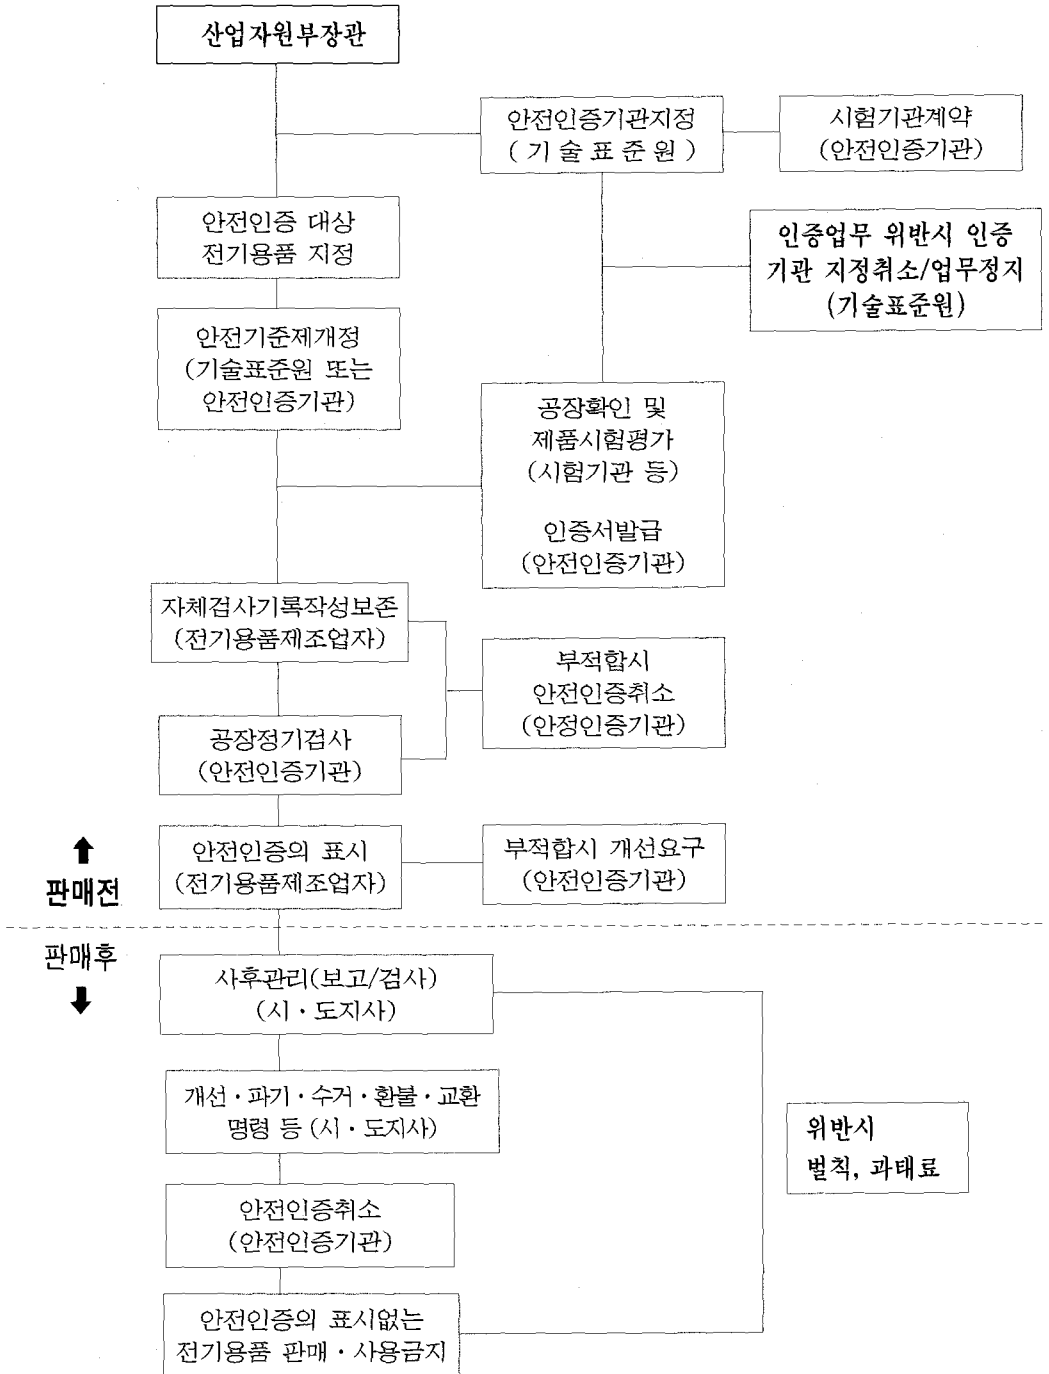 산업자원부장관
안전인증기관지정
( 기 술 표 준 원 )
시험기관계약
(안전인증기관)
안전인증 대상
전기용품 지정
인증업무 위반시 인증
기관 지정취소/업무정지
(기술표준원)
안전기준제개정
(기술표준원 또는
안전인증기관)
공장확인 및
제품시험평가
(시험기관 등)
인증서발급
(안전인증기관)
자체검사기록작성보존
(전기용품제조업자)
부적합시
안전인증취소
(안정인증기관)
공장정기검사
(안전인증기관)
안전인증의 표시
(전기용품제조업자)
부적합시 개선요구
(안전인증기관)
판매전
판매후
사후관리(보고/검사)
(시・도지사)
개선・파기・수거・환불・교환
명령 등 (시・도지사)
위반시
벌칙, 과태료
안전인증취소
(안전인증기관)
안전인증의 표시없는
전기용품 판매・사용금지